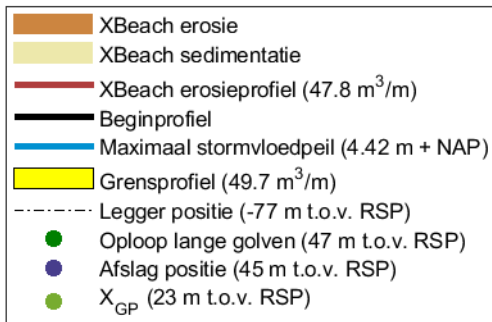 XBeach erosie
XBeach sedimentatie
XBeach erosieprofiel (47.8 m³/m)
Beginprofiel
Maximaal stormvloedpeil (4.42 m + NAP)
Grensprofiel (49.7 m³/m)
Legger positie (-77 m t.o.v. RSP)
Oploop lange golven (47 m t.o.v. RSP)
Afslag positie (45 m t.o.v. RSP)
X_GP (23 m t.o.v. RSP)